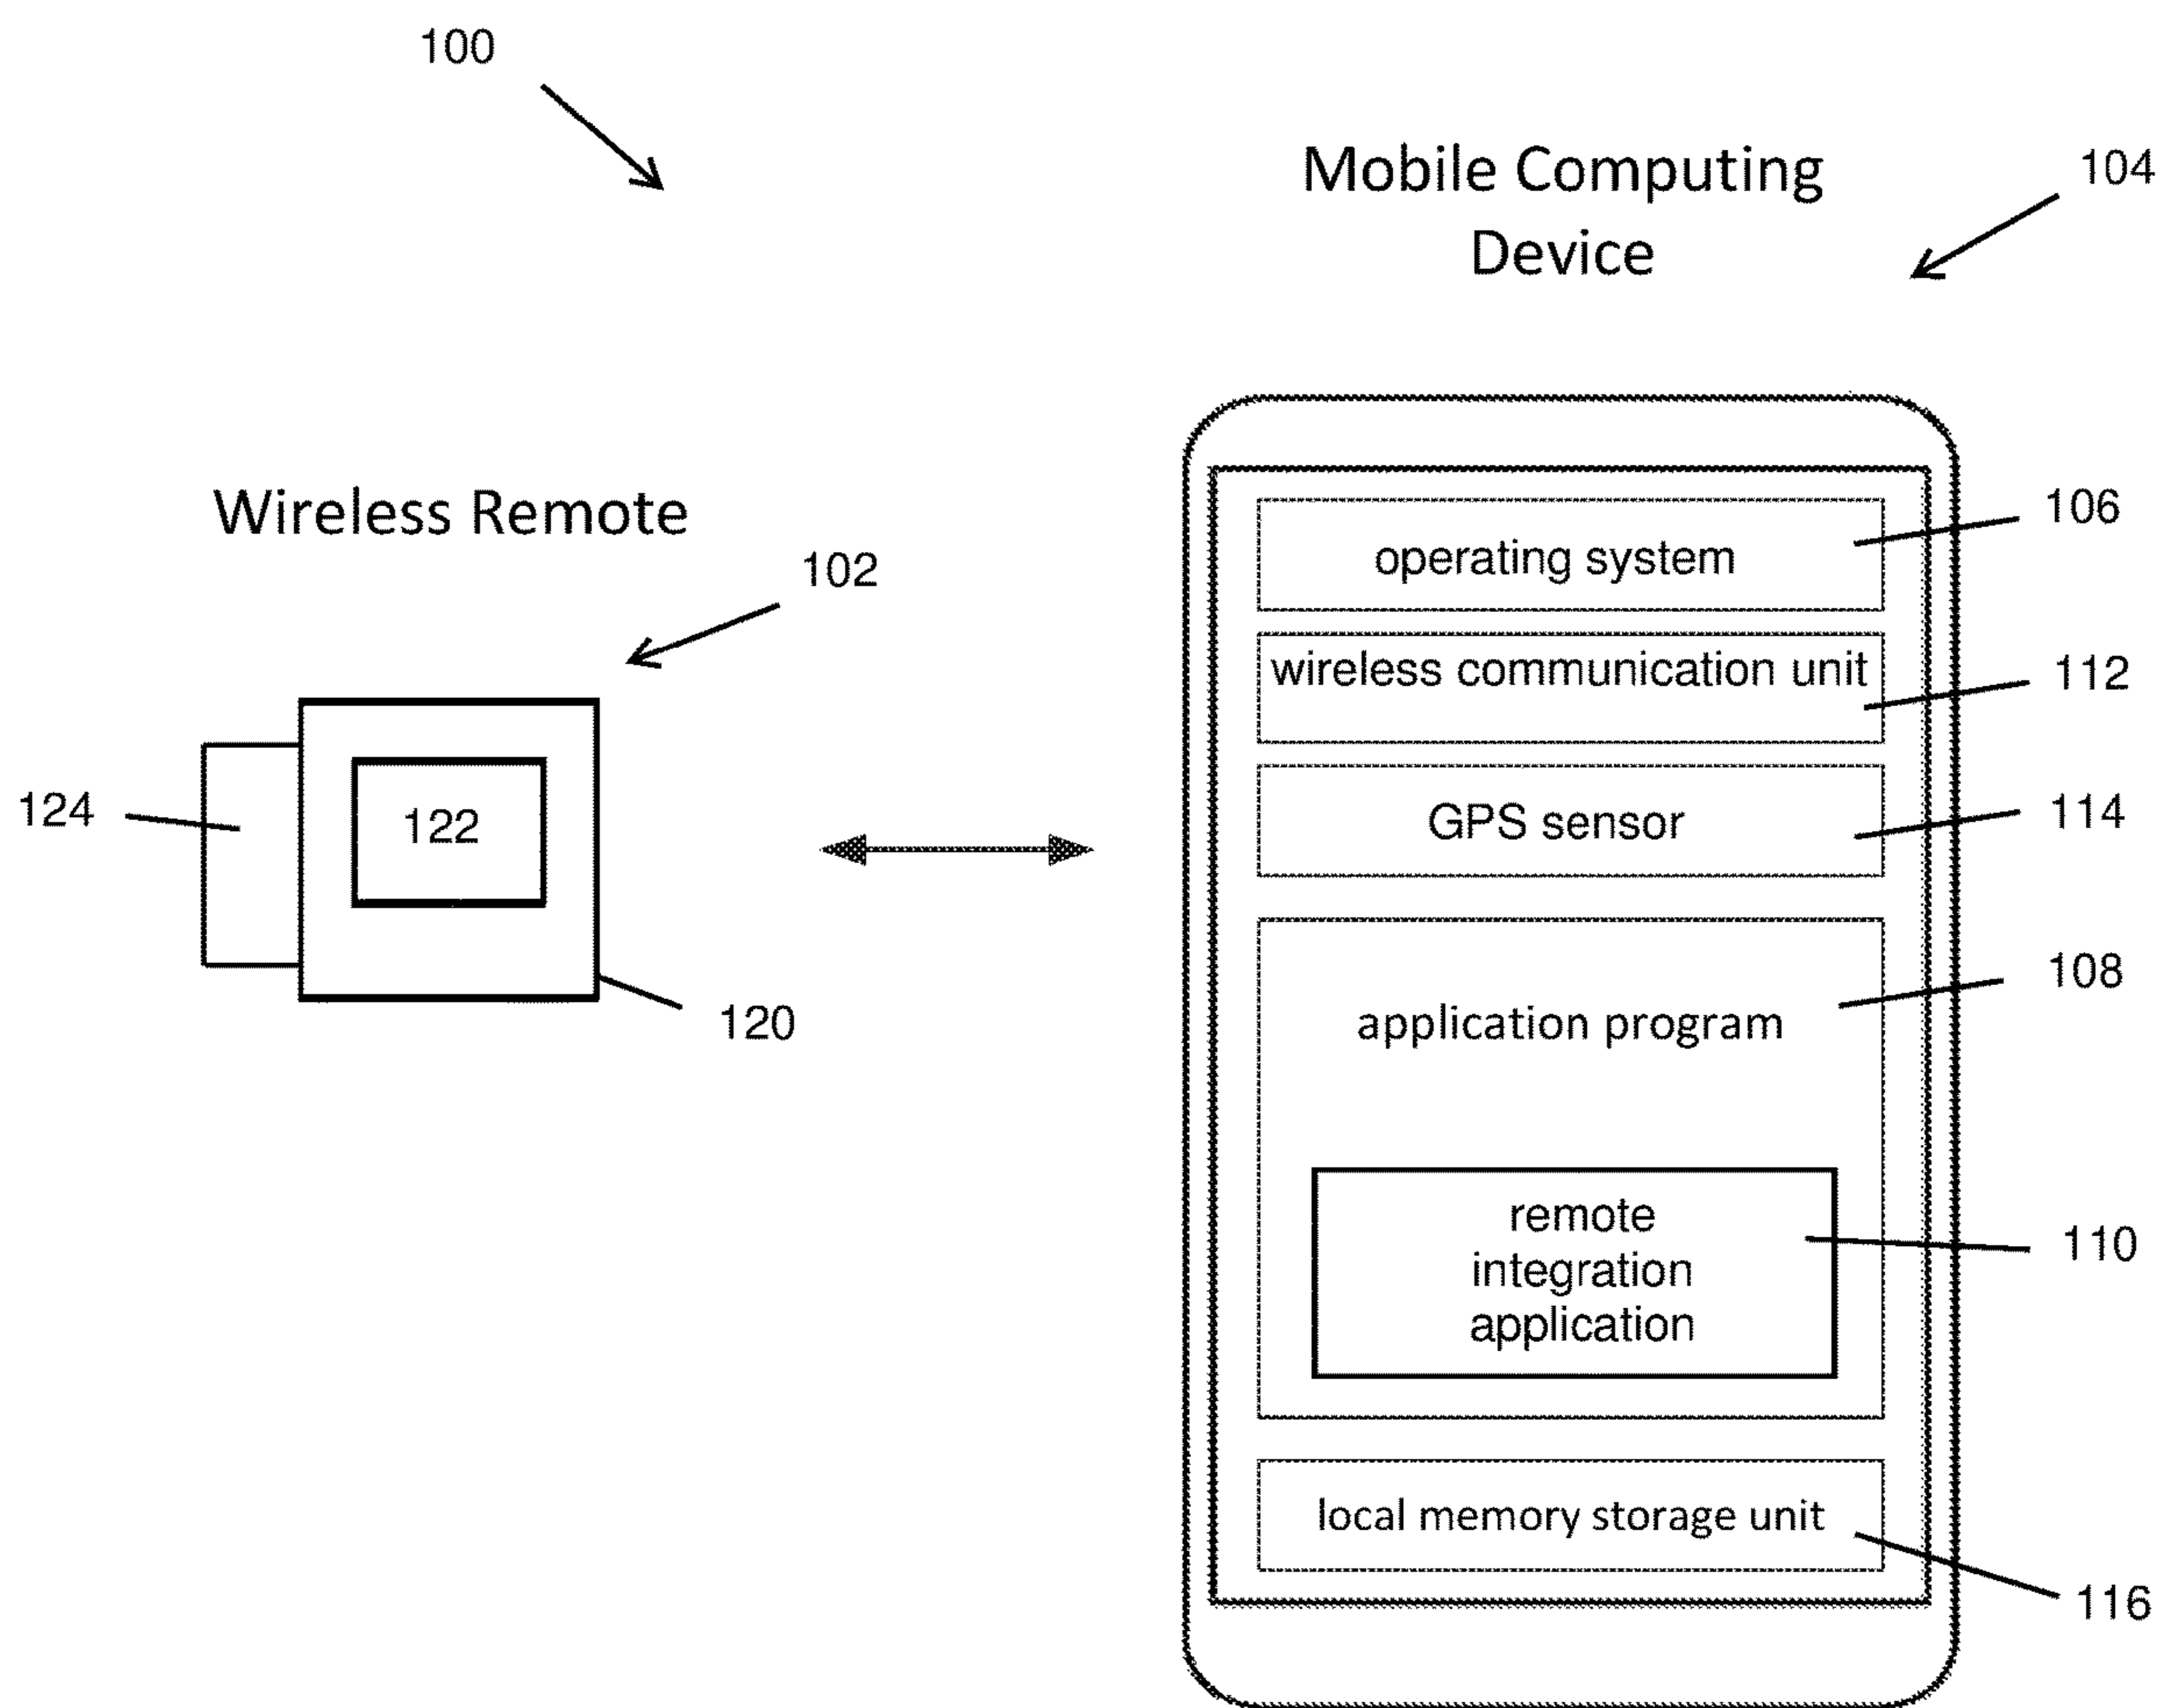 100
Mobile Computing
Device
104
Wireless Remote
102
124
122
120
operating system
106
wireless communication unit
112
GPS sensor
114
application program
108
remote
integration
application
110
local memory storage unit
116